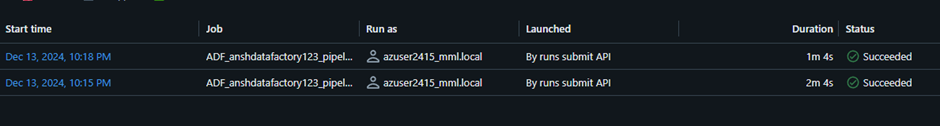 Start time Job Run as Launched Duration Status
Dec 13, 2024, 10:18 PM ADF_anshdatafactory123_pipel... azuser2415_mml.local By runs submit API 1m 4s Succeeded
Dec 13, 2024, 10:15 PM ADF_anshdatafactory123_pipel... azuser2415_mml.local By runs submit API 2m 4s Succeeded